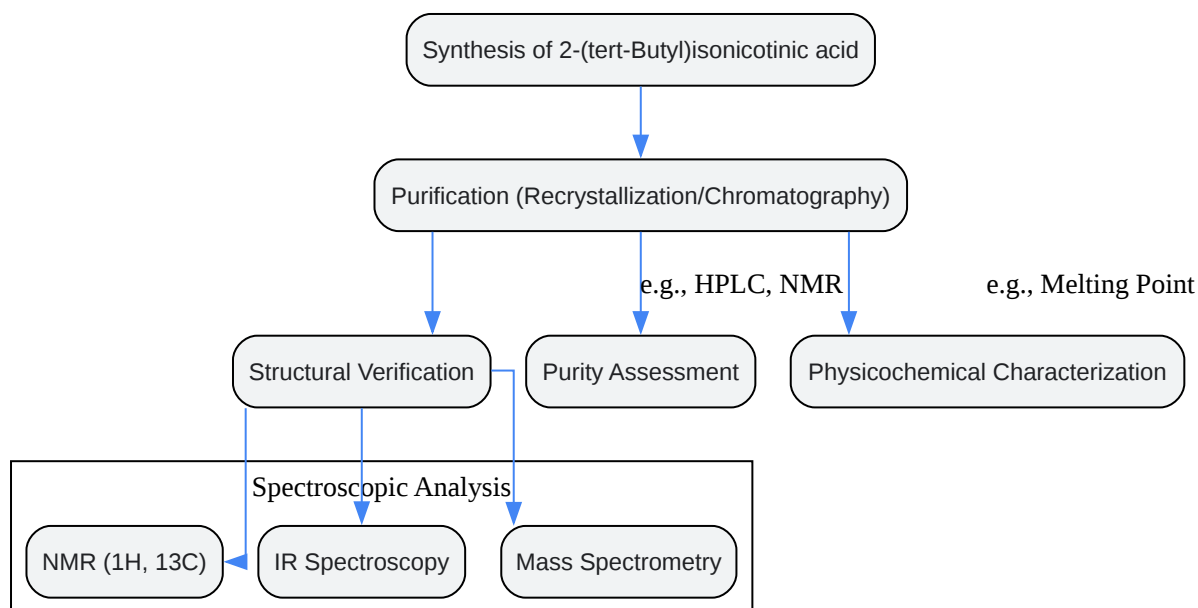 Synthesis of 2-(tert-Butyl)isonicotinic acid
Purification (Recrystallization/Chromatography)
e.g., HPLC, NMR
e.g., Melting Point
Structural Verification
Purity Assessment
Physicochemical Characterization
Spectroscopic Analysis
NMR (1H, 13C)
IR Spectroscopy
Mass Spectrometry